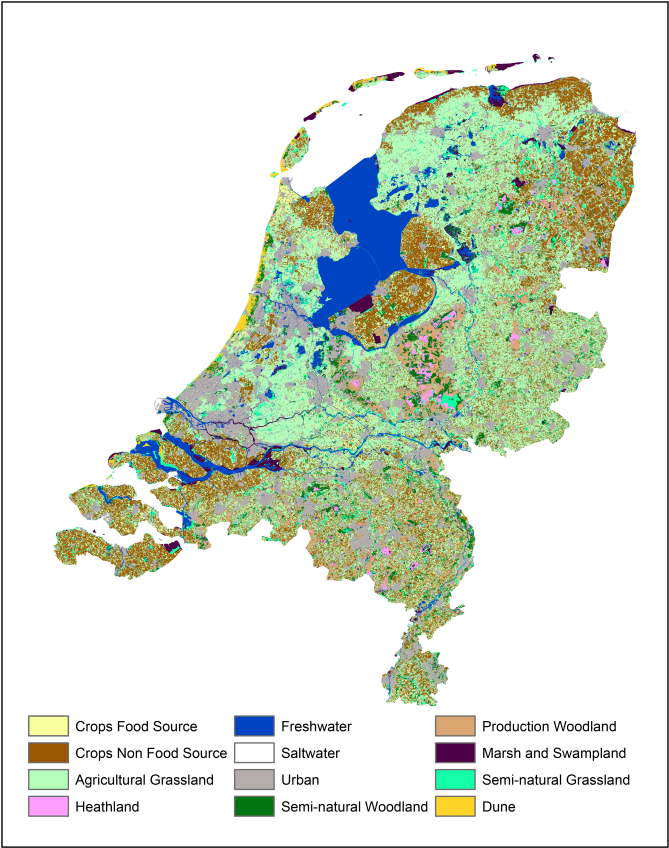 Crops Food Source
Crops Non Food Source
Agricultural Grassland
Heathland
Freshwater
Saltwater
Urban
Semi-natural Woodland
Production Woodland
Marsh and Swampland
Semi-natural Grassland
Dune